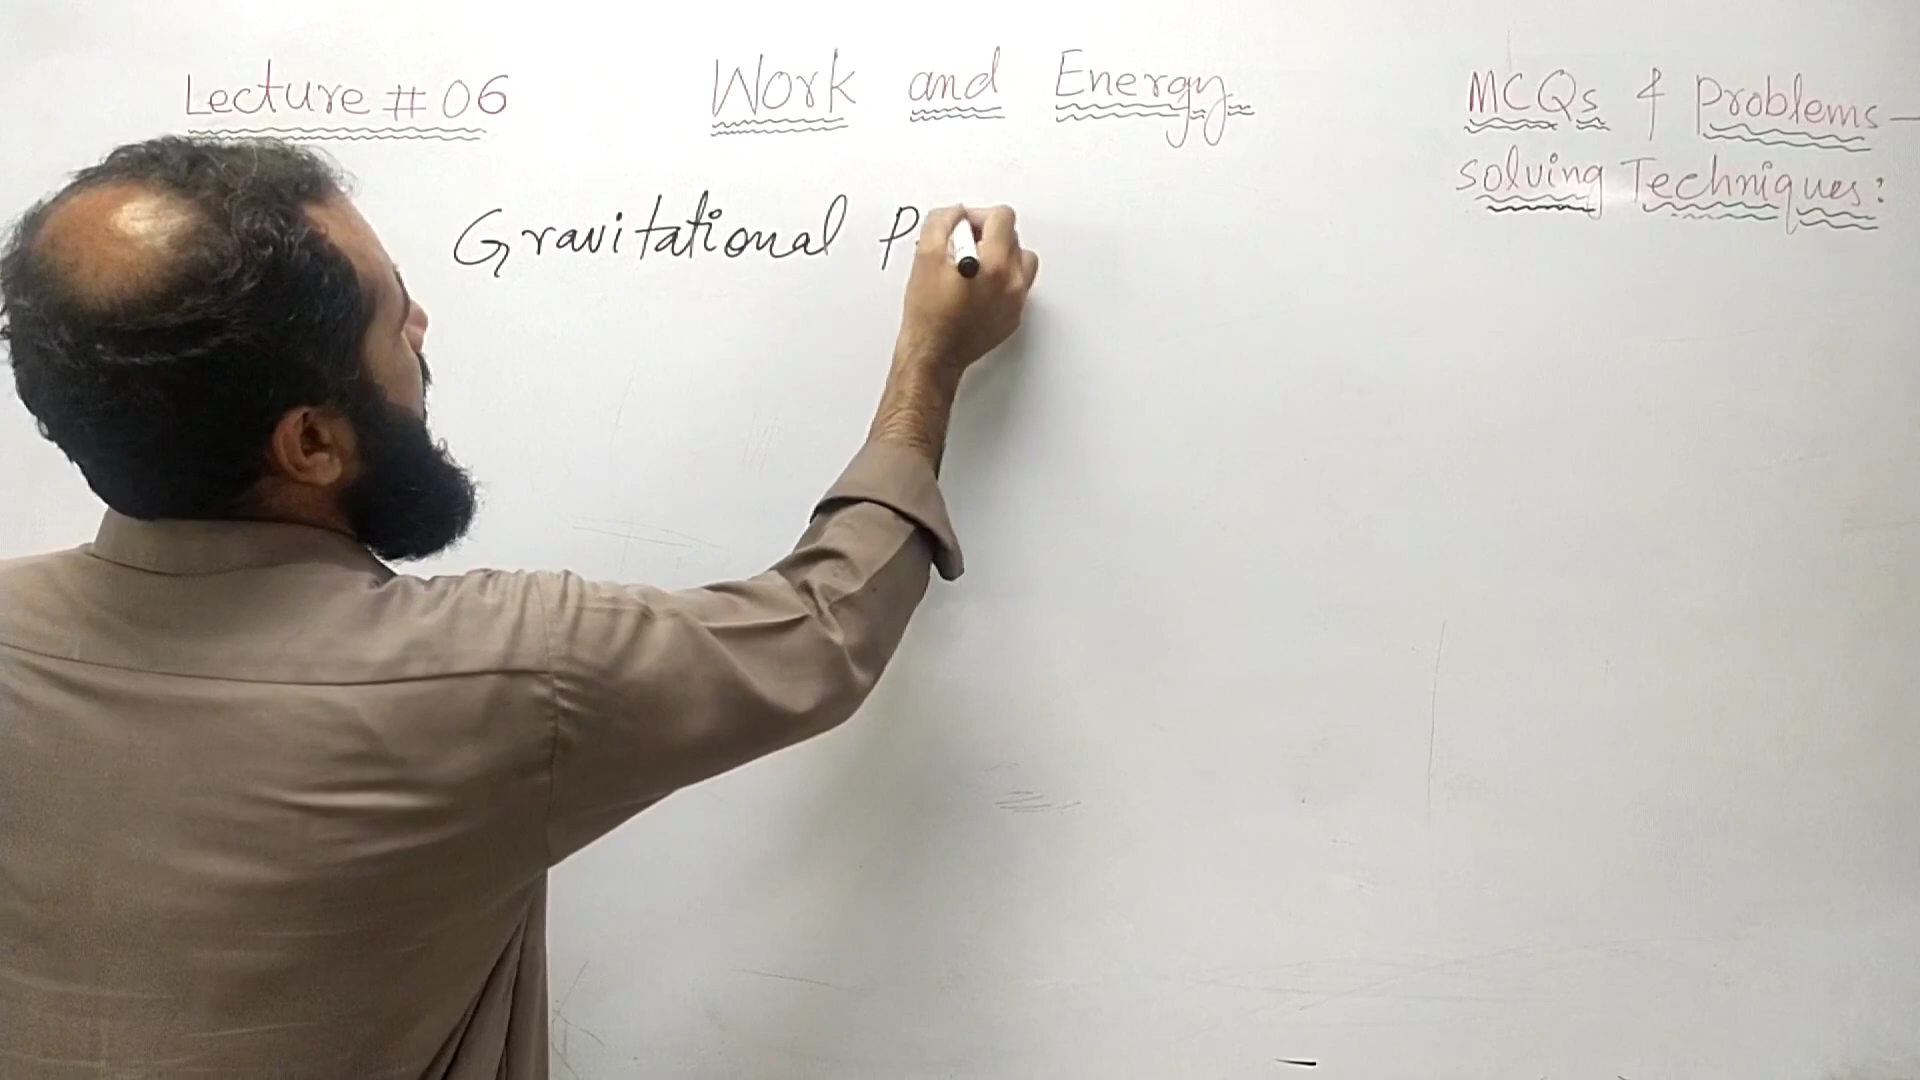 Lecture # 06
Work and Energy
MCQs & Problems-
solving Techniques:
Gravitational P